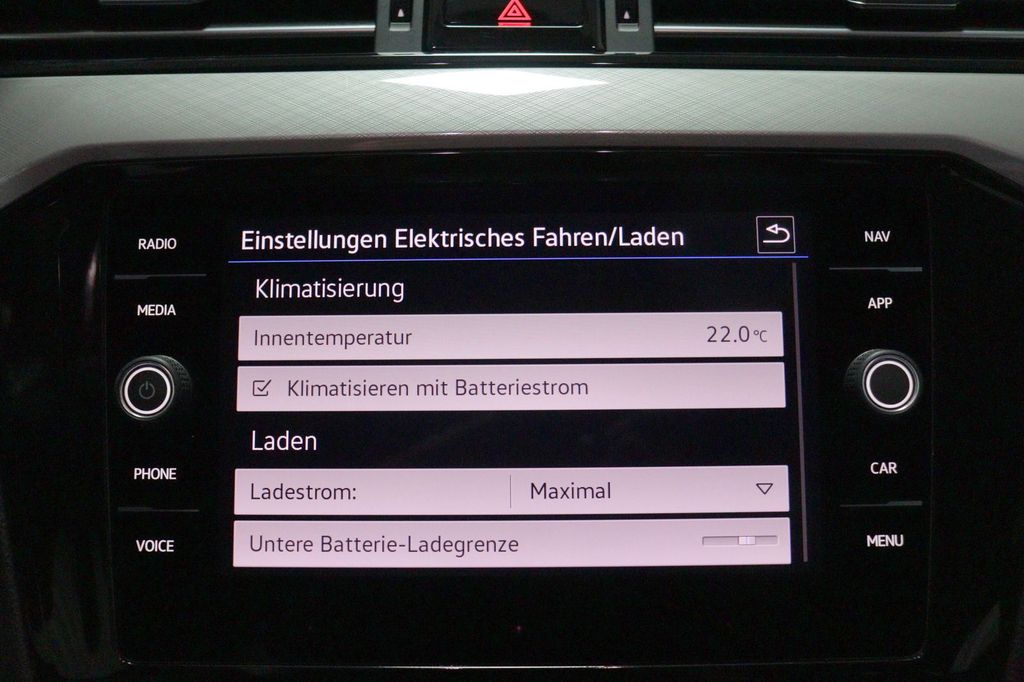 RADIO
MEDIA
PHONE
VOICE
Einstellungen Elektrisches Fahren/Laden
Klimatisierung
Innentemperatur 22.0 °C
Klimatisieren mit Batteriestrom
Laden
Ladestrom: Maximal
Untere Batterie-Ladegrenze
NAV
APP
CAR
MENU